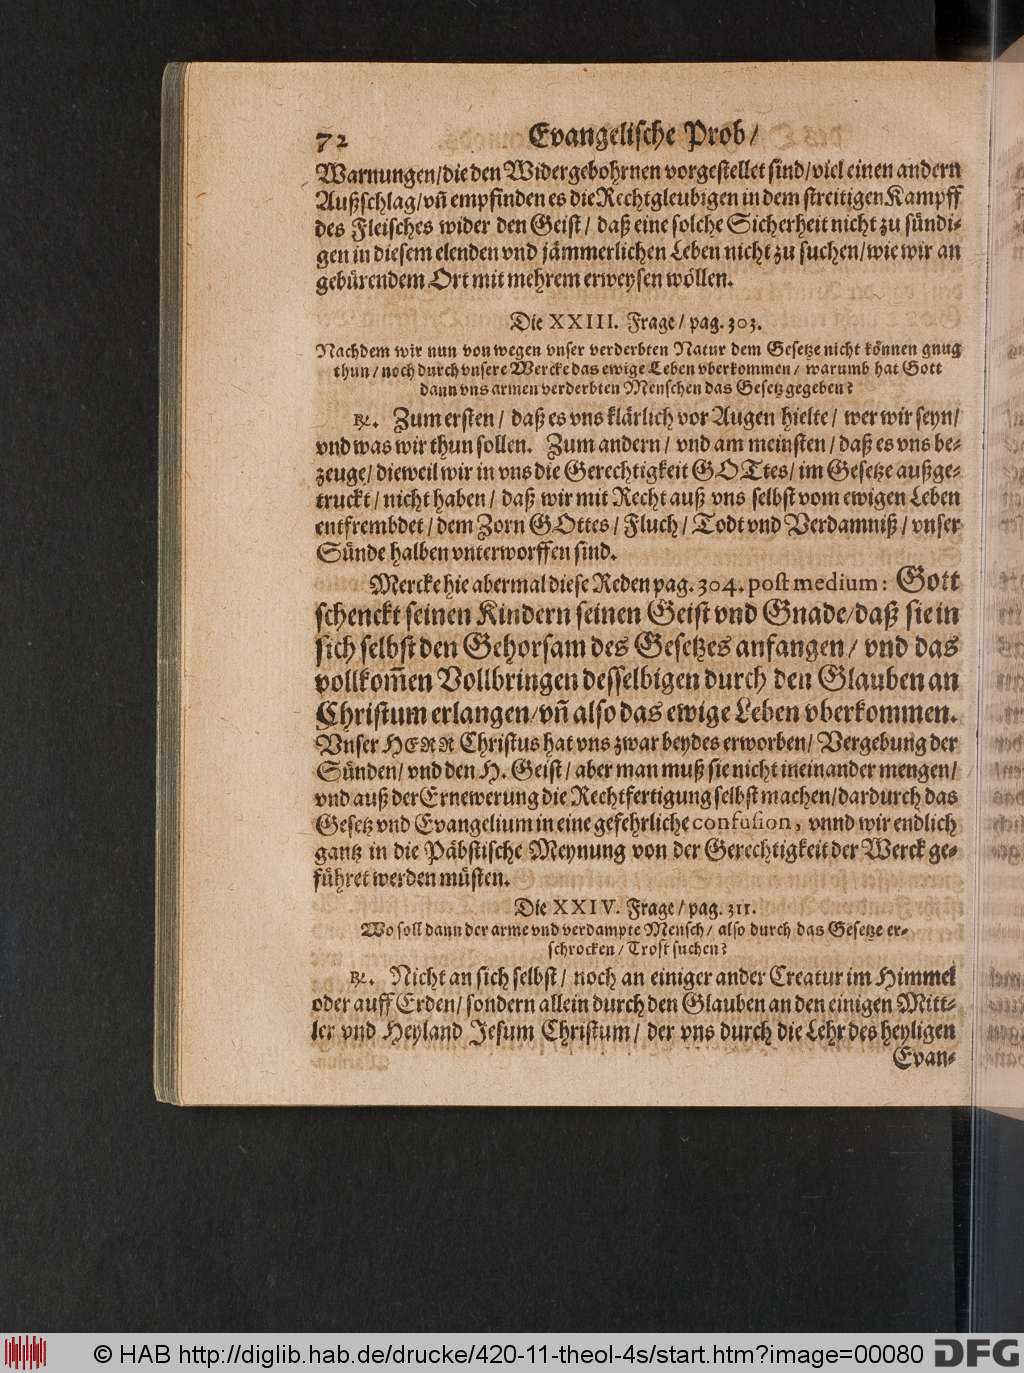 72 Evangelische Prob/
Warnungen/die den Widergebohrnen vorgestellet sind/viel einen andern
Außschlag/vñ empfinden es die Rechtgleubigen in dem streitigen Kampff
des Fleisches wider den Geist/ daß eine solche Sicherheit nicht zu sündi-
gen in diesem elenden vnd jämmerlichen Leben nicht zu suchen/wie wir an
gebürendem Ort mit mehrem erweysen wöllen.
Die XXIII. Frage/ pag. 303.
Nachdem wir nun von wegen vnser verderbten Natur dem Gesetze nicht können gnug
thun/noch durch vnsere Wercke das ewige Leben vberkommen/ warumb hat Gott
dann vns armen verderbten Menschen das Gesetz gegeben?
℞. Zum ersten/ daß es vns klärlich vor Augen hielte/ wer wir seyn/
vnd was wir thun sollen. Zum andern/ vnd am meinsten/ daß es vns be-
zeuge/ dieweil wir in vns die Gerechtigkeit GOTtes/ im Gesetze außge-
truckt/ nicht haben/ daß wir mit Recht auß vns selbst vom ewigen Leben
entfrembdet/ dem Zorn GOttes/ Fluch/ Todt vnd Verdamniß/ vnser
Sünde halben vnterworffen sind.
Mercke hie abermal diese Reden pag. 304. post medium: Gott
schenckt seinen Kindern seinen Geist vnd Gnade/daß sie in
sich selbst den Gehorsam des Gesetzes anfangen/ vnd das
vollkom̃en Vollbringen desselbigen durch den Glauben an
Christum erlangen/vñ also das ewige Leben vberkommen.
Vnser HERR Christus hat vns zwar beydes erworben/ Vergebung der
Sünden/ vnd den H. Geist/ aber man muß sie nicht ineinander mengen/
vnd auß der Ernewerung die Rechtfertigung selbst machen/dardurch das
Gesetz vnd Evangelium in eine gefehrliche confusion, vnnd wir endlich
gantz in die Päbstische Meynung von der Gerechtigkeit der Werck ge-
führet werden müsten.
Die XXIV. Frage/ pag. 311.
Wo soll dann der arme vnd verdampte Mensch/ also durch das Gesetze er-
schrocken/ Trost suchen?
℞. Nicht an sich selbst/ noch an einiger ander Creatur im Himmel
oder auff Erden/ sondern allein durch den Glauben an den einigen Mitt-
ler vnd Heyland Jesum Christum/ der vns durch die Lehr des heyligen
Evan-
© HAB http://diglib.hab.de/drucke/420-11-theol-4s/start.htm?image=00080 DFG